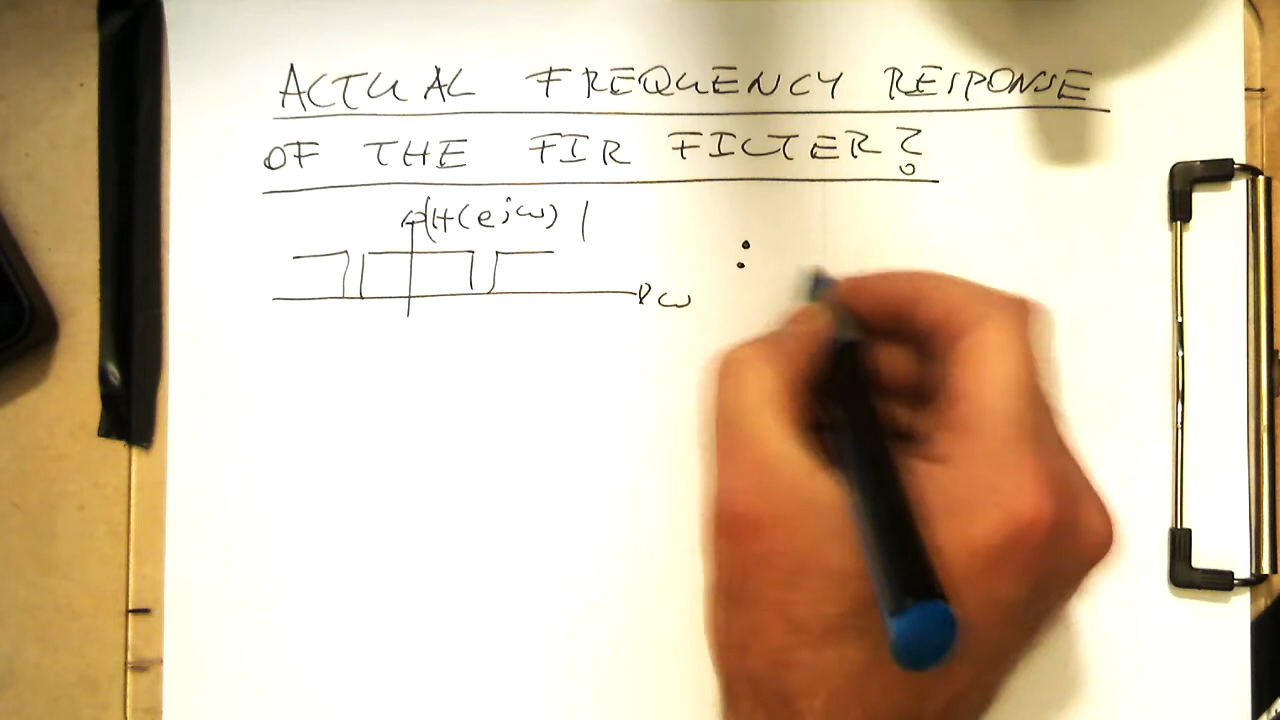 ACTUAL FREQUENCY RESPONSE
OF THE FIR FILTER?
|H(e^jω)|
ω
: